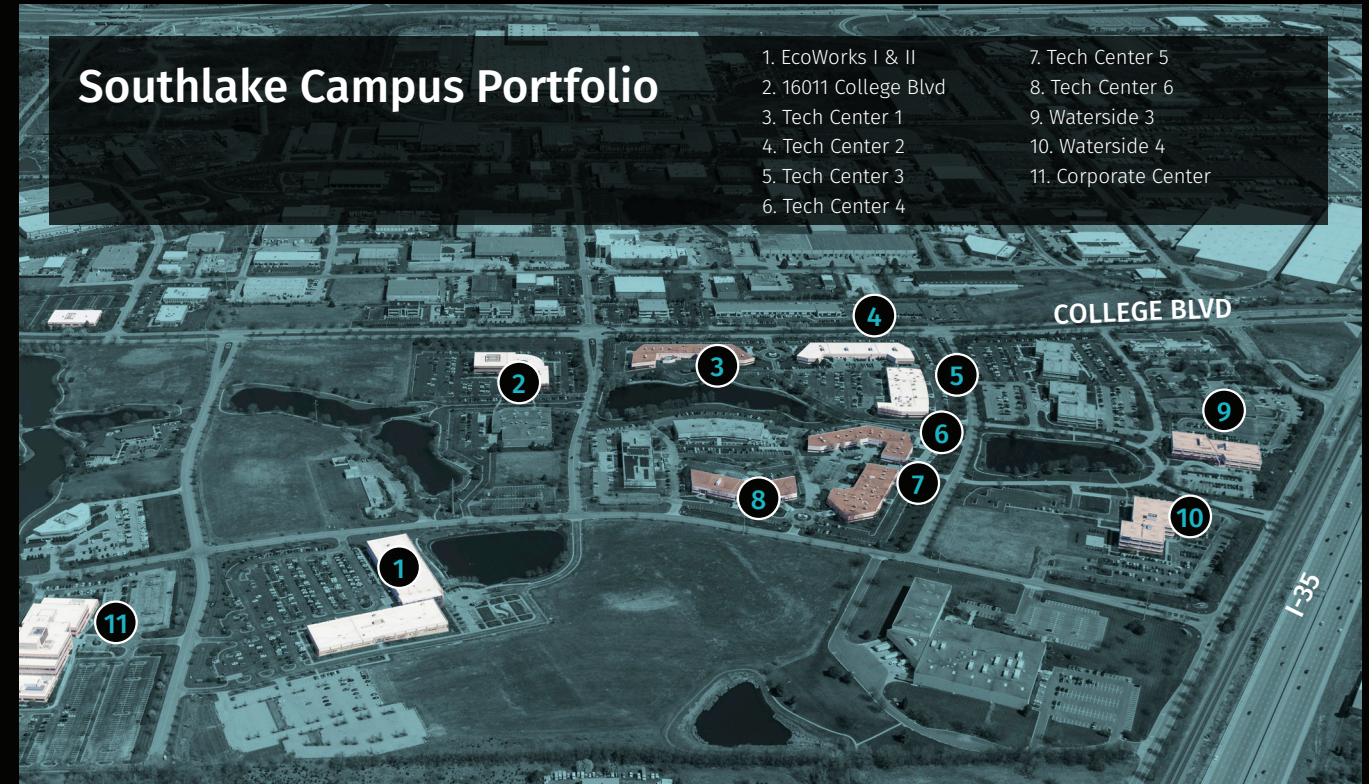 Southlake Campus Portfolio
1. EcoWorks I & II
2. 16011 College Blvd
3. Tech Center 1
4. Tech Center 2
5. Tech Center 3
6. Tech Center 4
7. Tech Center 5
8. Tech Center 6
9. Waterside 3
10. Waterside 4
11. Corporate Center
COLLEGE BLVD
4
3
5
2
9
6
7
8
10
1
I-35
11